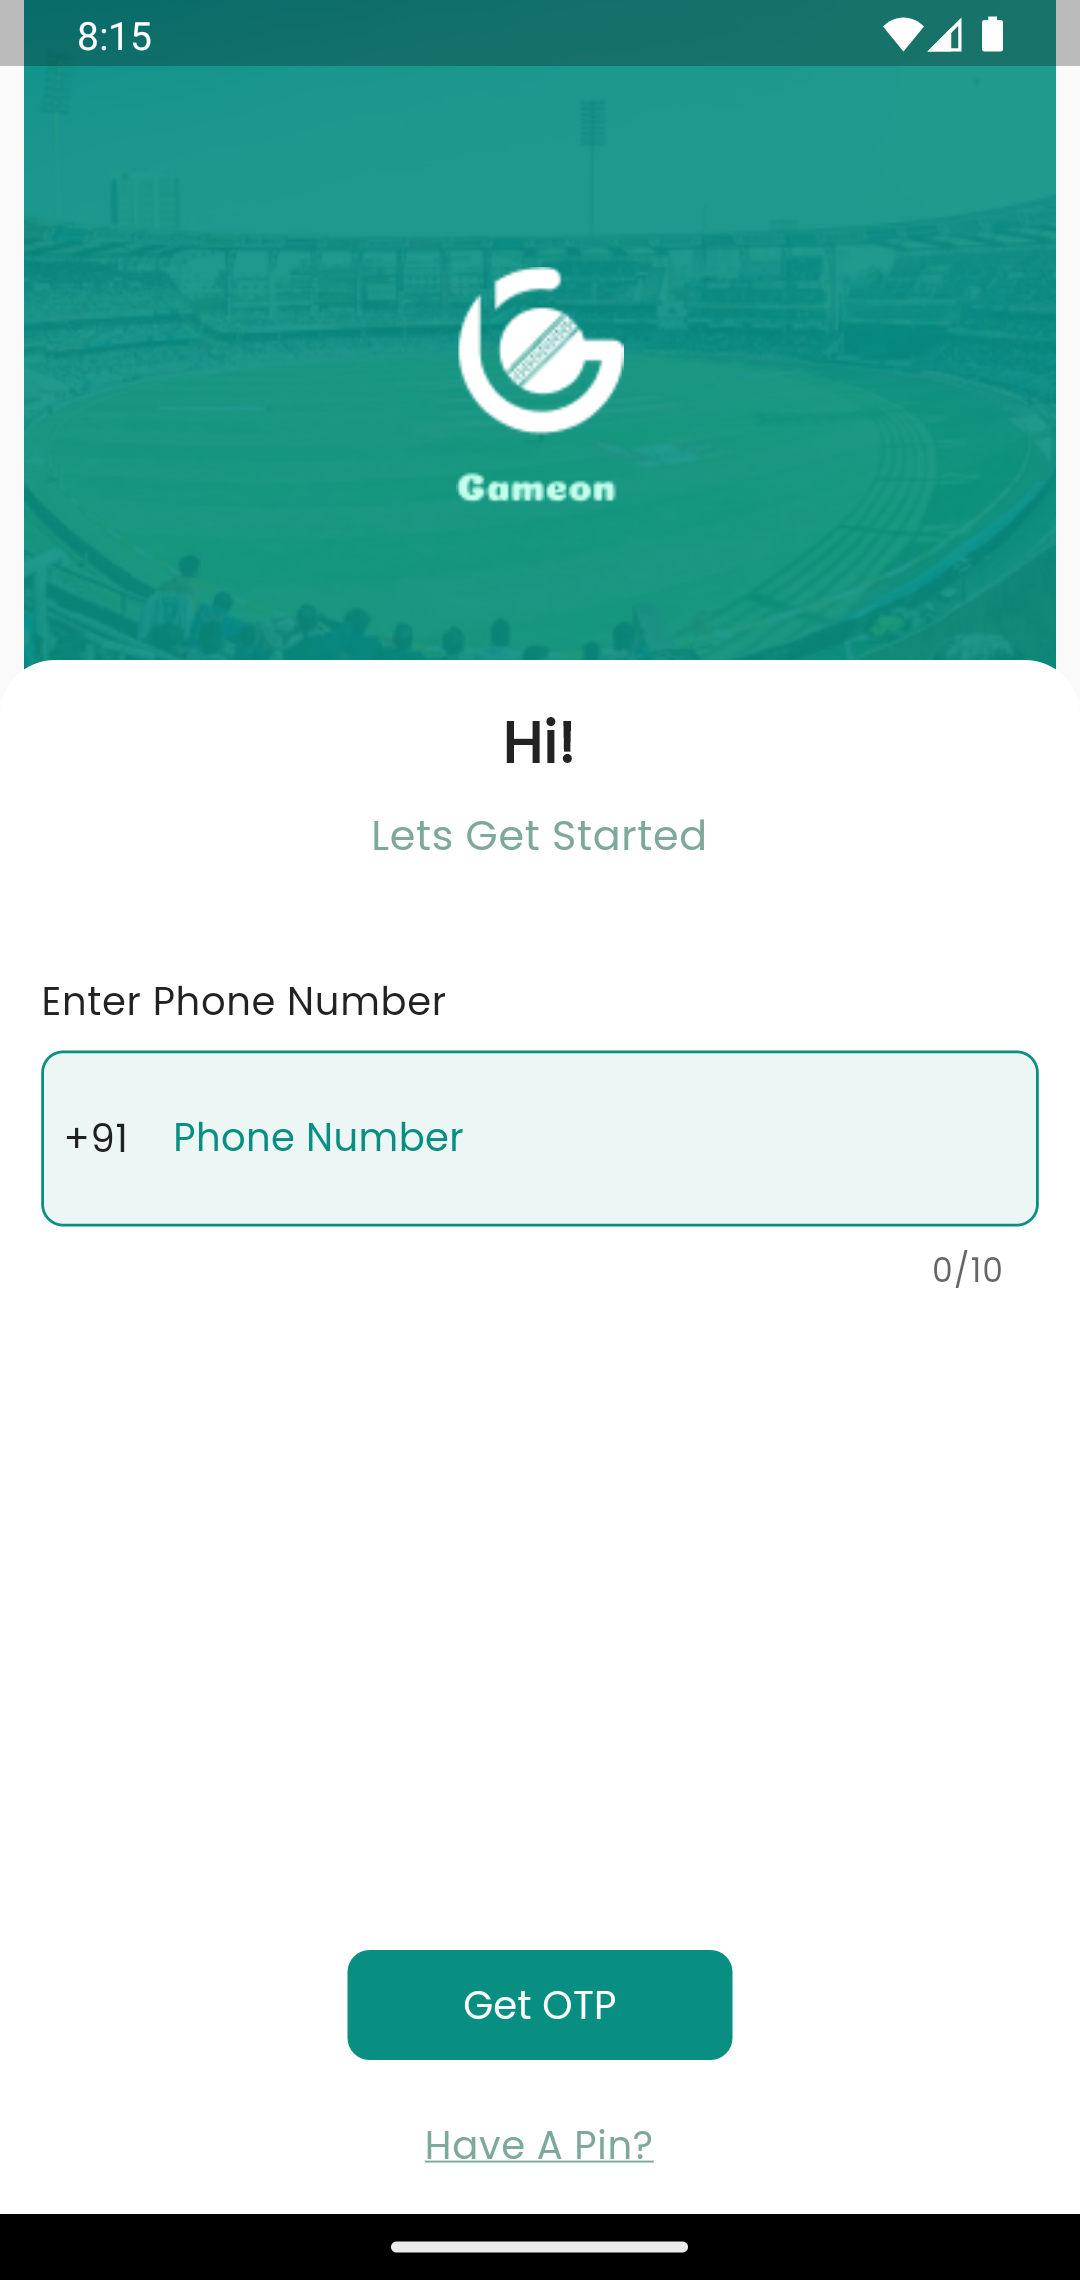 8:15
Gameon
Hi!
Lets Get Started
Enter Phone Number
+91 Phone Number
0/10
Get OTP
Have A Pin?